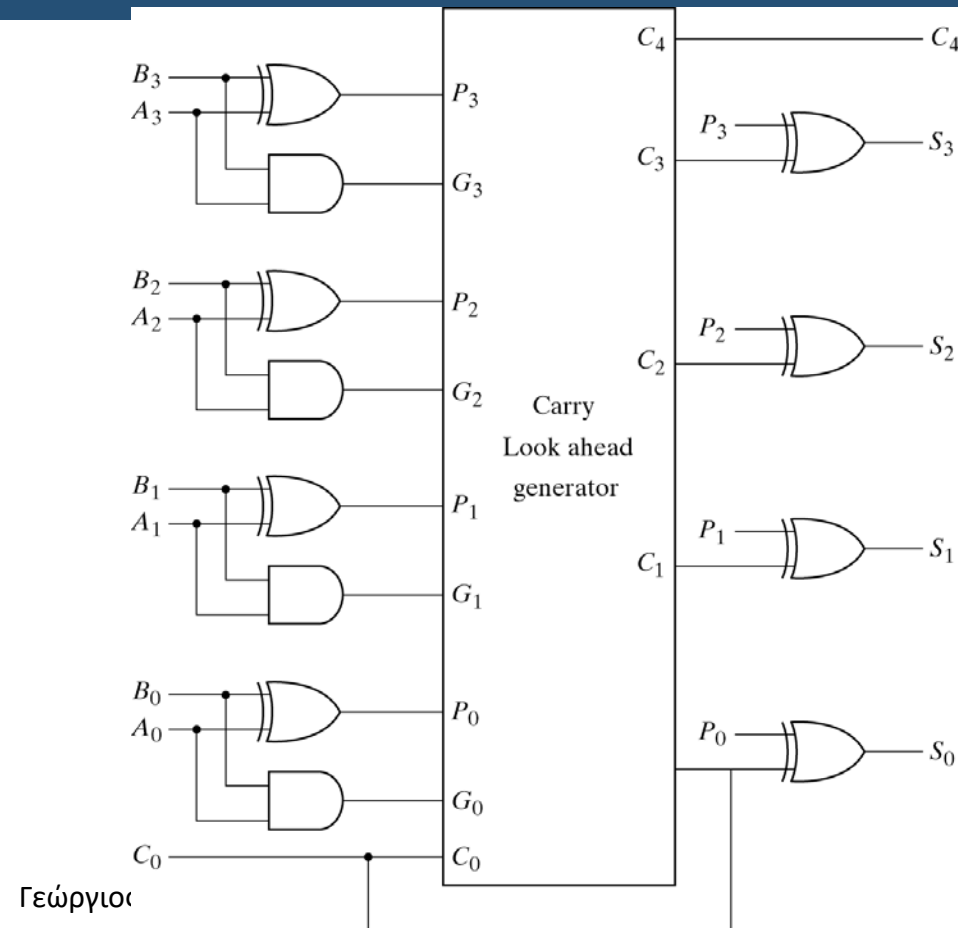 C₄ C₄
B₃
A₃ P₃ P₃ S₃
C₃
G₃
B₂
A₂ P₂ P₂ S₂
C₂
G₂
Carry
Look ahead
generator
B₁
A₁ P₁ P₁ S₁
C₁
G₁
B₀
A₀ P₀ P₀ S₀
G₀
C₀ C₀